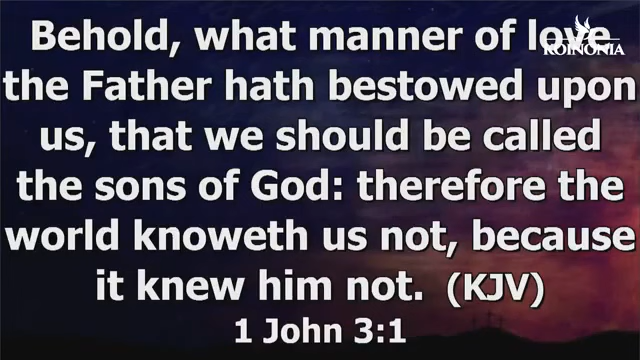 Behold, what manner of love
KOINONIA
the Father hath bestowed upon
us, that we should be called
the sons of God: therefore the
world knoweth us not, because
it knew him not. (KJV)
1 John 3:1